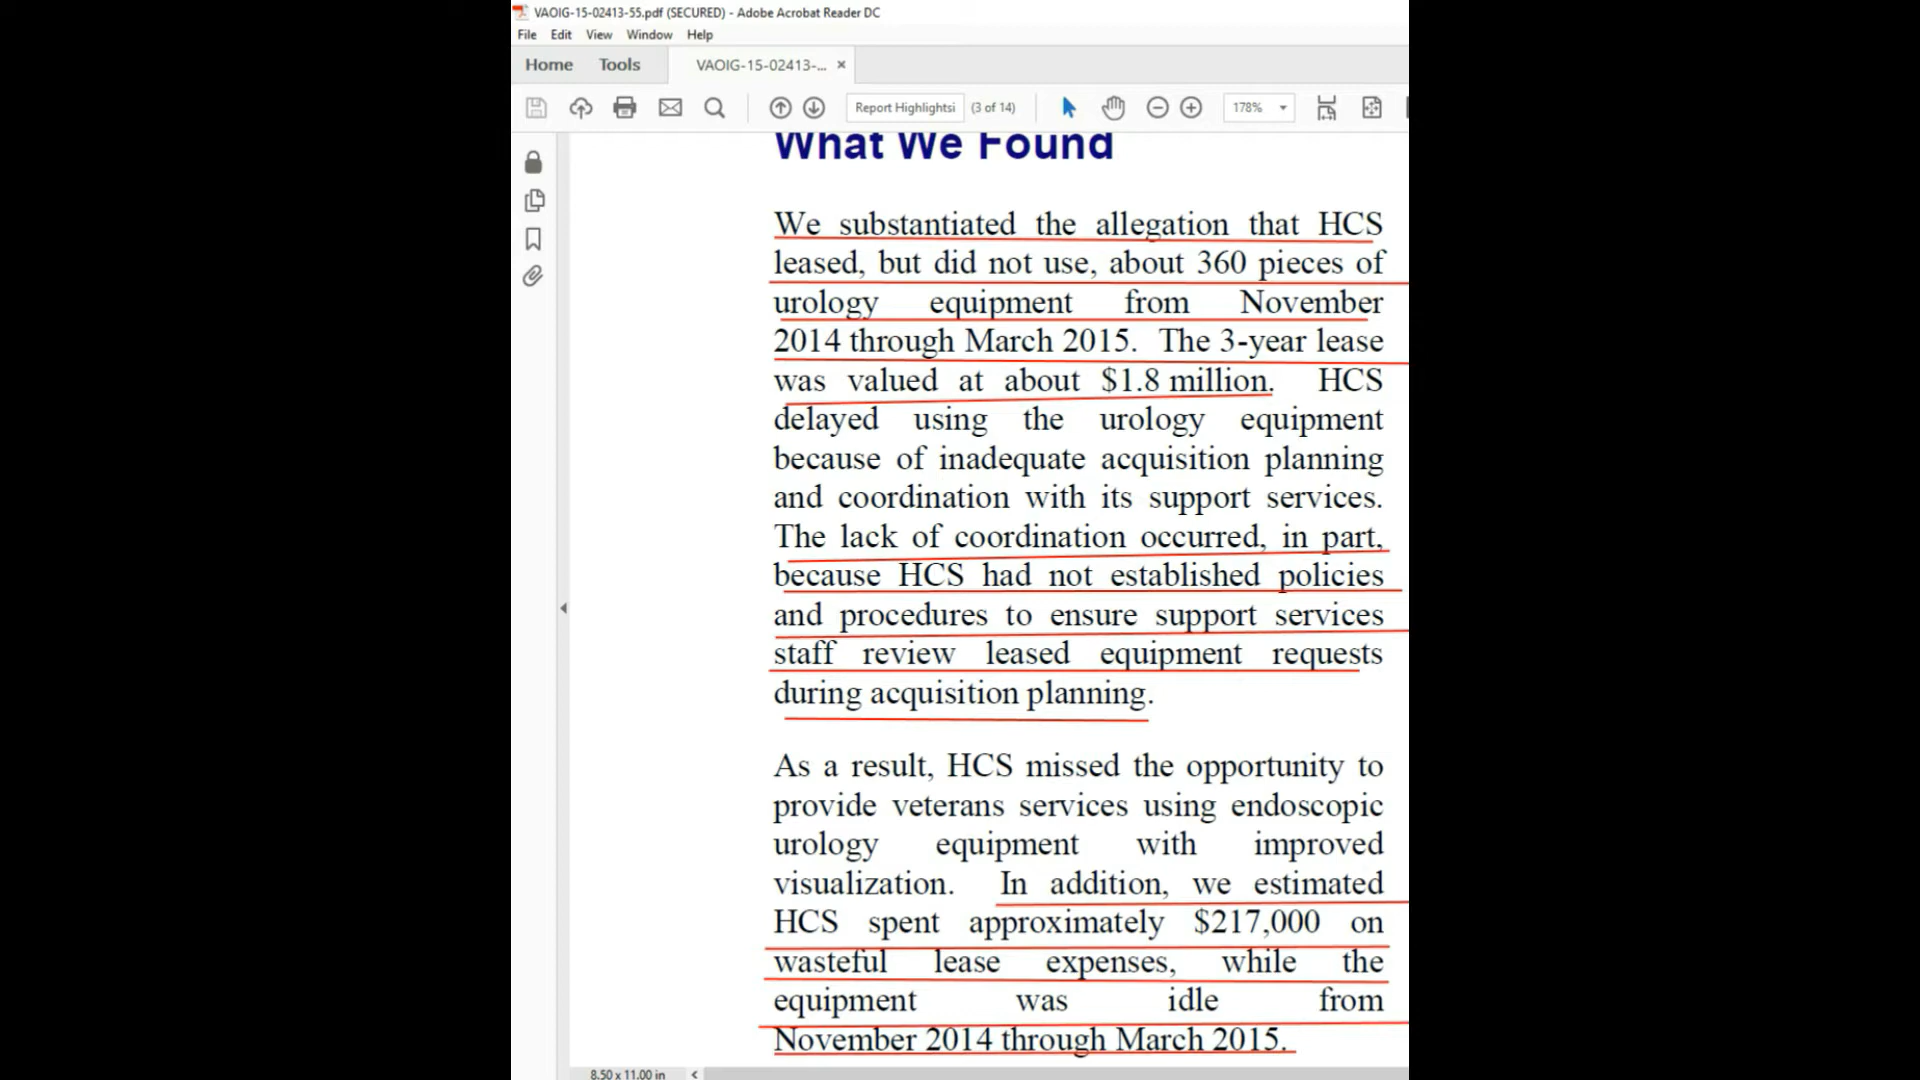 VAOIG-15-02413-55.pdf (SECURED) - Adobe Acrobat Reader DC
File Edit View Window Help
Home Tools VAOIG-15-02413-... ×
Report Highlightsi (3 of 14) 178%
What We Found
We substantiated the allegation that HCS
leased, but did not use, about 360 pieces of
urology equipment from November
2014 through March 2015. The 3-year lease
was valued at about $1.8 million. HCS
delayed using the urology equipment
because of inadequate acquisition planning
and coordination with its support services.
The lack of coordination occurred, in part,
because HCS had not established policies
and procedures to ensure support services
staff review leased equipment requests
during acquisition planning.
As a result, HCS missed the opportunity to
provide veterans services using endoscopic
urology equipment with improved
visualization. In addition, we estimated
HCS spent approximately $217,000 on
wasteful lease expenses, while the
equipment was idle from
November 2014 through March 2015.
8.50 x 11.00 in